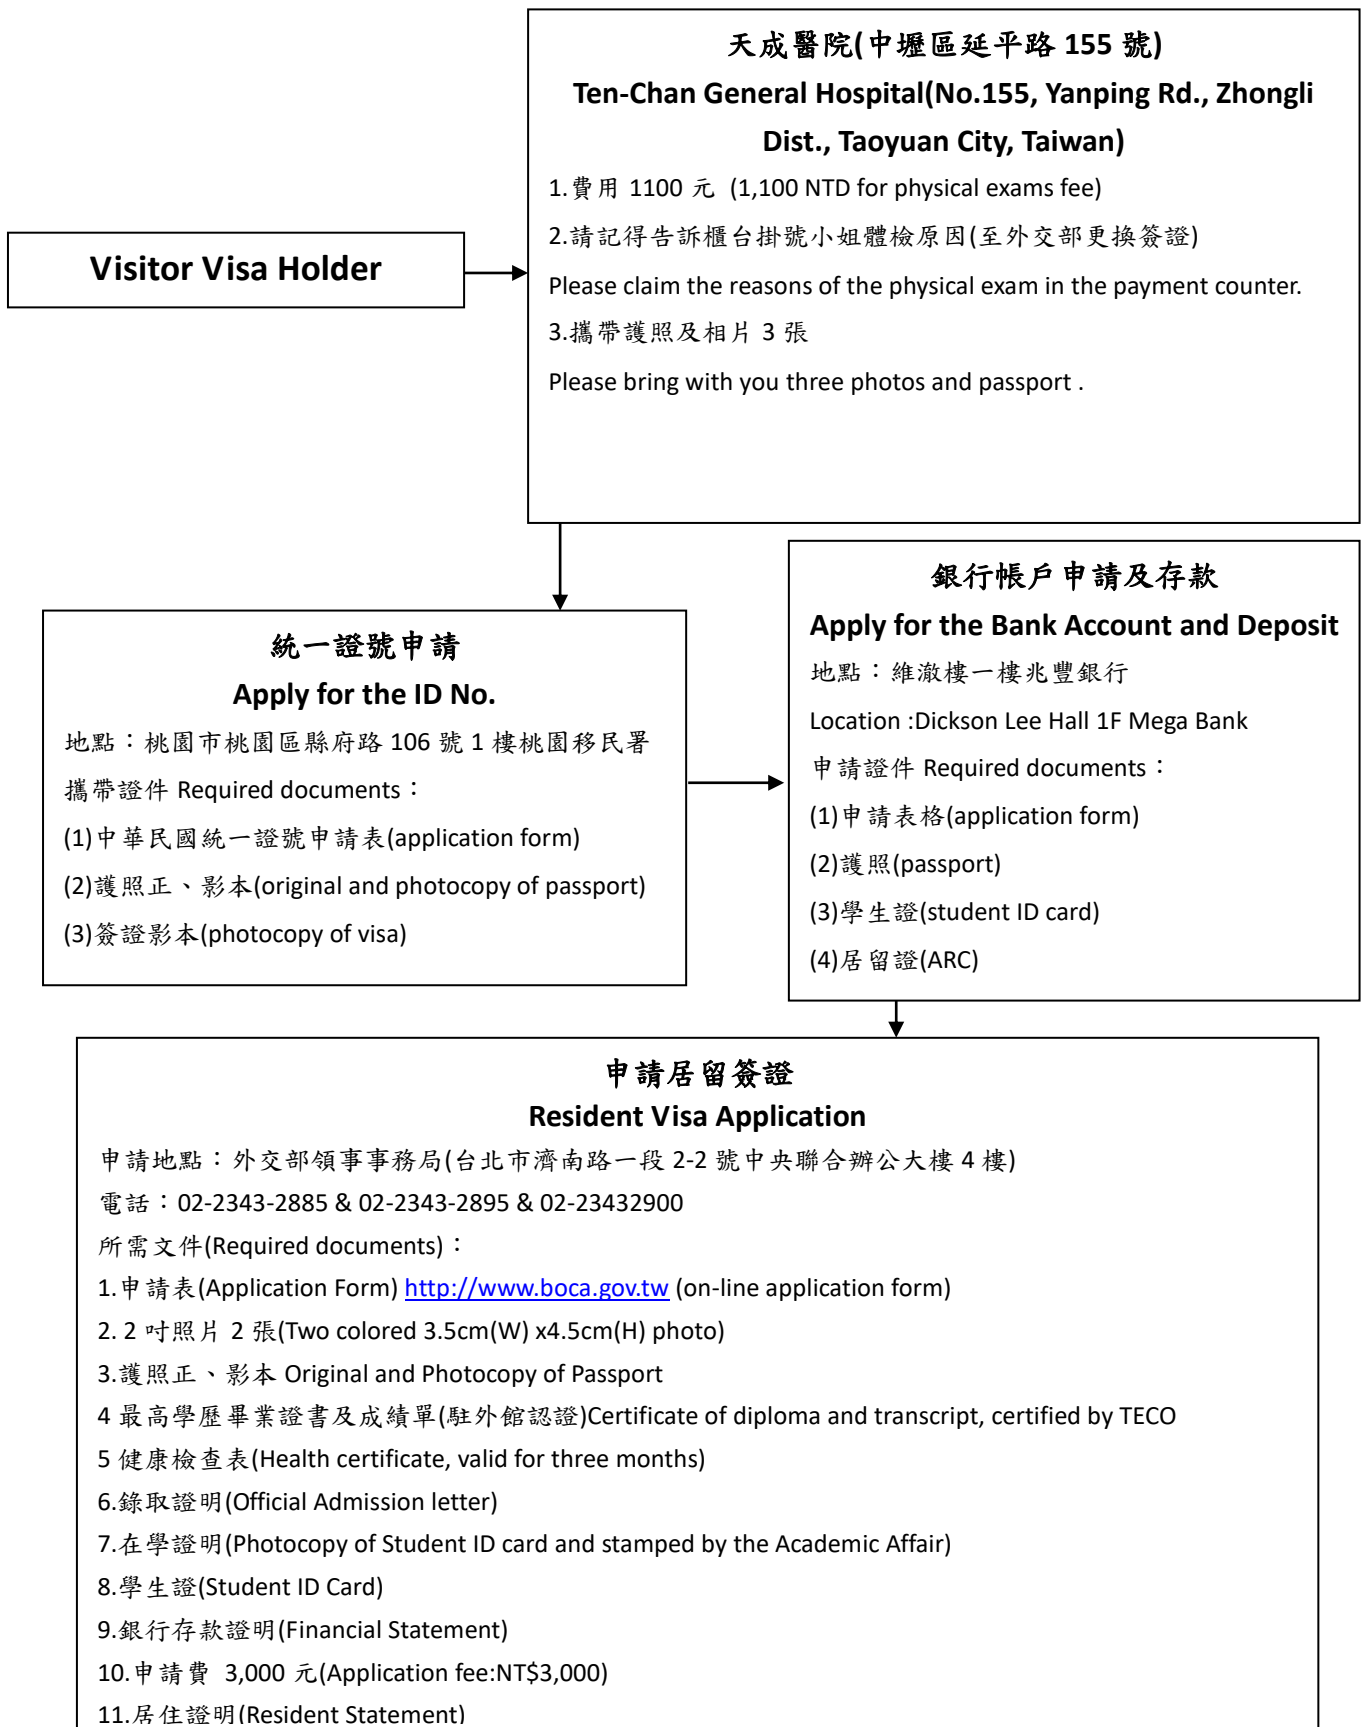 天成醫院(中壢區延平路 155 號)
Ten-Chan General Hospital(No.155, Yanping Rd., Zhongli
Dist., Taoyuan City, Taiwan)
1.費用 1100 元 (1,100 NTD for physical exams fee)
2.請記得告訴櫃台掛號小姐體檢原因(至外交部更換簽證)
Please claim the reasons of the physical exam in the payment counter.
3.攜帶護照及相片 3 張
Please bring with you three photos and passport .
Visitor Visa Holder
統一證號申請
Apply for the ID No.
地點：桃園市桃園區縣府路 106 號 1 樓桃園移民署
攜帶證件 Required documents：
(1)中華民國統一證號申請表(application form)
(2)護照正、影本(original and photocopy of passport)
(3)簽證影本(photocopy of visa)
銀行帳戶申請及存款
Apply for the Bank Account and Deposit
地點：維澈樓一樓兆豐銀行
Location :Dickson Lee Hall 1F Mega Bank
申請證件 Required documents：
(1)申請表格(application form)
(2)護照(passport)
(3)學生證(student ID card)
(4)居留證(ARC)
申請居留簽證
Resident Visa Application
申請地點：外交部領事事務局(台北市濟南路一段 2-2 號中央聯合辦公大樓 4 樓)
電話：02-2343-2885 & 02-2343-2895 & 02-23432900
所需文件(Required documents)：
1.申請表(Application Form) http://www.boca.gov.tw (on-line application form)
2. 2 吋照片 2 張(Two colored 3.5cm(W) x4.5cm(H) photo)
3.護照正、影本 Original and Photocopy of Passport
4 最高學歷畢業證書及成績單(駐外館認證)Certificate of diploma and transcript, certified by TECO
5 健康檢查表(Health certificate, valid for three months)
6.錄取證明(Official Admission letter)
7.在學證明(Photocopy of Student ID card and stamped by the Academic Affair)
8.學生證(Student ID Card)
9.銀行存款證明(Financial Statement)
10.申請費 3,000 元(Application fee:NT$3,000)
11.居住證明(Resident Statement)